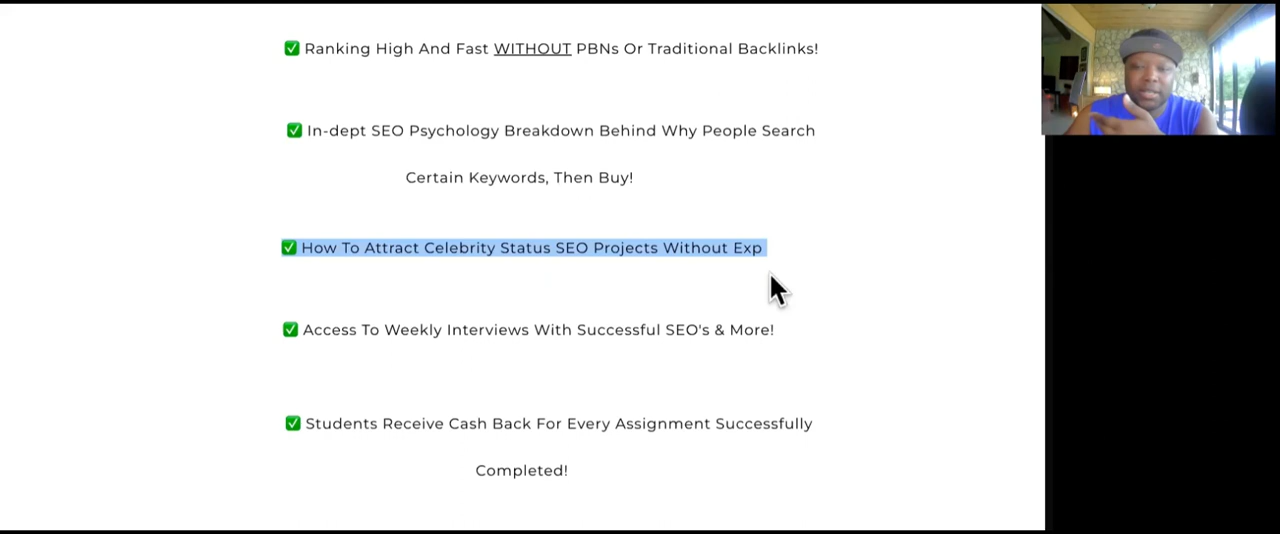 ✅ Ranking High And Fast WITHOUT PBNs Or Traditional Backlinks!
✅ In-dept SEO Psychology Breakdown Behind Why People Search
Certain Keywords, Then Buy!
✅ How To Attract Celebrity Status SEO Projects Without Exp
✅ Access To Weekly Interviews With Successful SEO's & More!
✅ Students Receive Cash Back For Every Assignment Successfully
Completed!